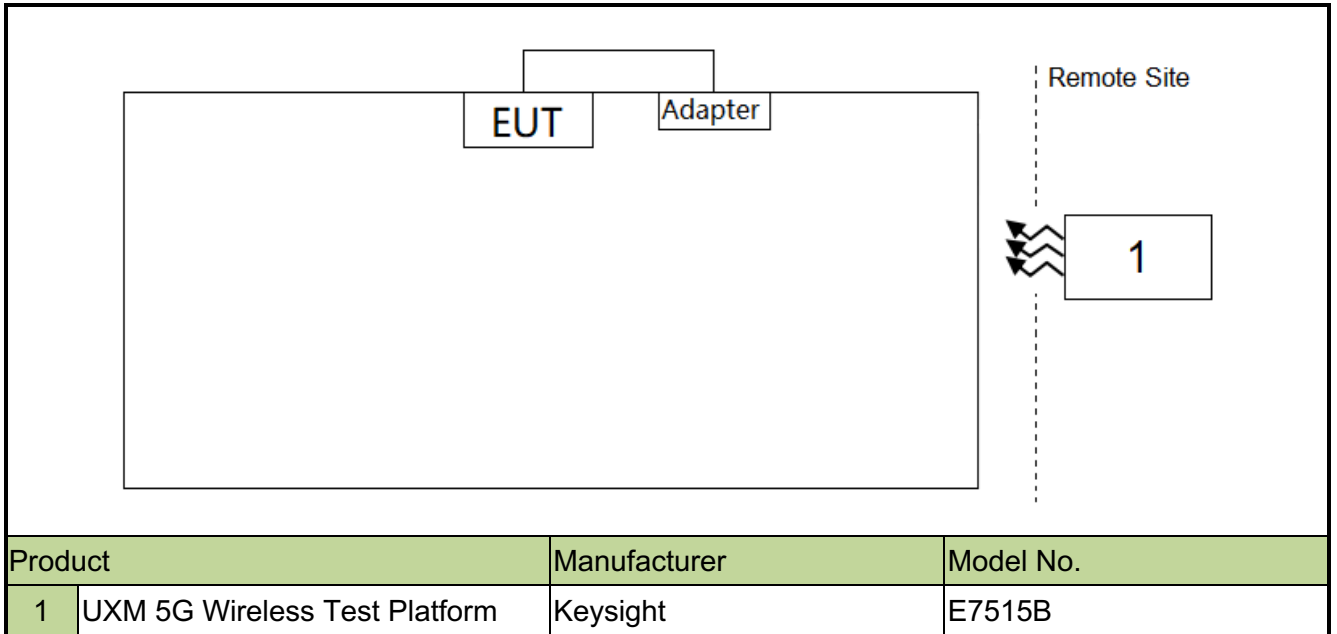 Remote Site
EUT
Adapter
1
Product Manufacturer Model No.
1 UXM 5G Wireless Test Platform Keysight E7515B